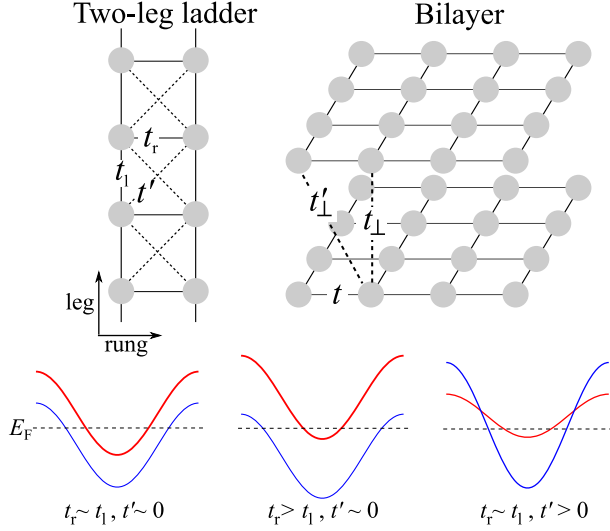 Two-leg ladder
Bilayer
t_r
t_l
t′
t′_⊥
t_⊥
t
leg
rung
E_F
t_r ~ t_l , t′ ~ 0
t_r > t_l , t′ ~ 0
t_r ~ t_l , t′ > 0